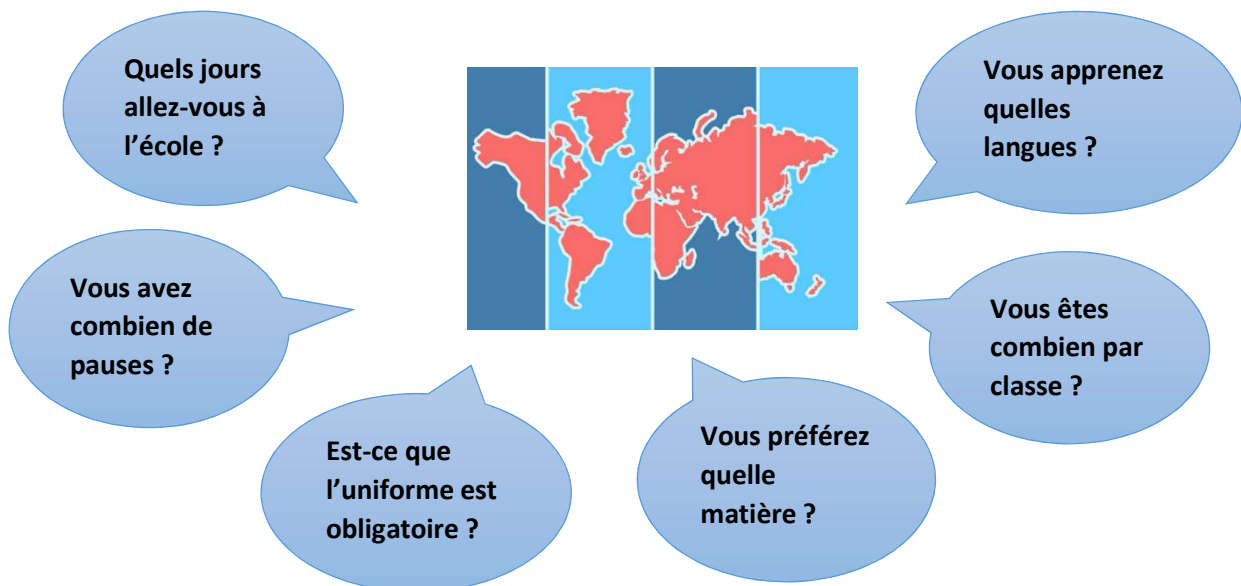 Quels jours
allez-vous à
l’école ?
Vous apprenez
quelles
langues ?
Vous avez
combien de
pauses ?
Vous êtes
combien par
classe ?
Est-ce que
l’uniforme est
obligatoire ?
Vous préférez
quelle
matière ?